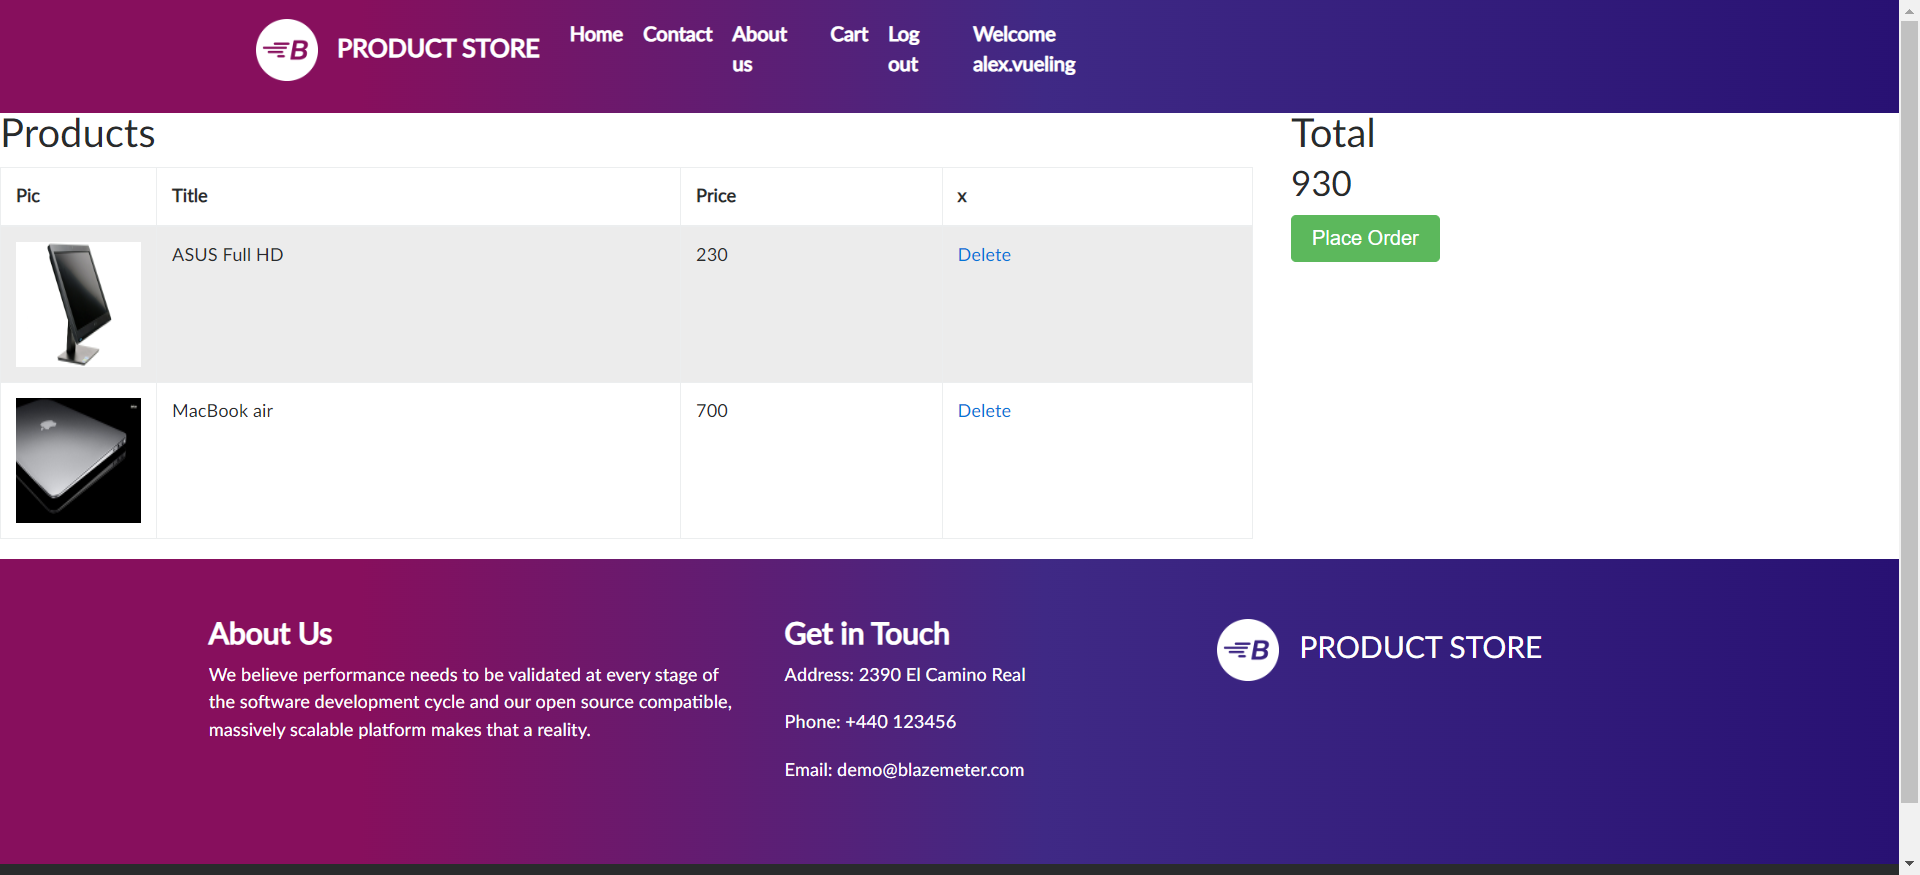 B PRODUCT STORE Home Contact About us Cart Log out Welcome alex.vueling
Products
Total
930
Place Order
Pic Title Price x
ASUS Full HD 230 Delete
MacBook air 700 Delete
About Us
We believe performance needs to be validated at every stage of
the software development cycle and our open source compatible,
massively scalable platform makes that a reality.
Get in Touch
Address: 2390 El Camino Real
Phone: +440 123456
Email: demo@blazemeter.com
B PRODUCT STORE